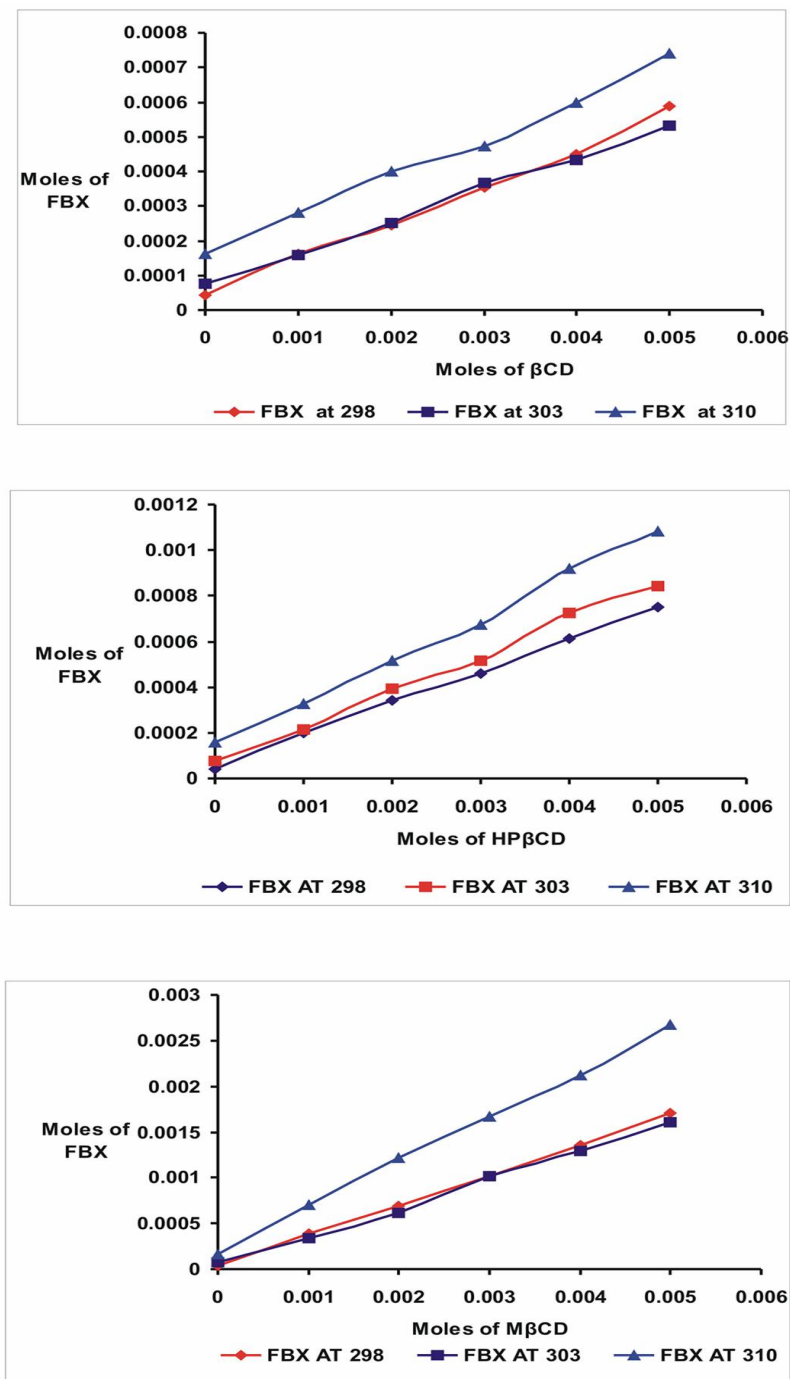 0.0008
0.0007
0.0006
0.0005
Moles of
FBX
0.0004
0.0003
0.0002
0.0001
0
0 0.001 0.002 0.003 0.004 0.005 0.006
Moles of βCD
FBX at 298 FBX at 303 FBX at 310
0.0012
0.001
0.0008
0.0006
Moles of
FBX
0.0004
0.0002
0
0 0.001 0.002 0.003 0.004 0.005 0.006
Moles of HPβCD
FBX AT 298 FBX AT 303 FBX AT 310
0.003
0.0025
0.002
0.0015
Moles of
FBX
0.001
0.0005
0
0 0.001 0.002 0.003 0.004 0.005 0.006
Moles of MβCD
FBX AT 298 FBX AT 303 FBX AT 310